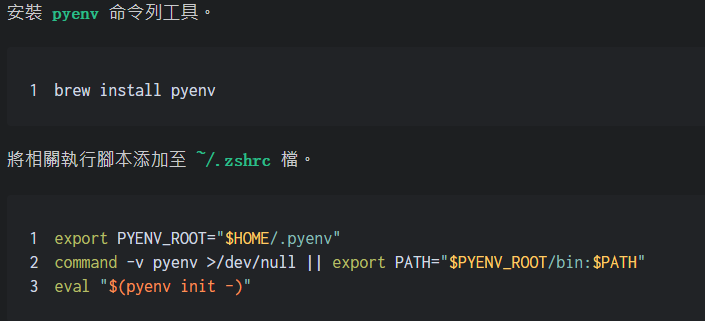 安裝 pyenv 命令列工具。
1 brew install pyenv
將相關執行腳本添加至 ~/.zshrc 檔。
1 export PYENV_ROOT="$HOME/.pyenv"
2 command -v pyenv >/dev/null || export PATH="$PYENV_ROOT/bin:$PATH"
3 eval "$(pyenv init -)"